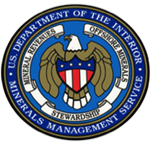 U.S. DEPARTMENT OF THE INTERIOR
MINERAL REVENUES
OFFSHORE MINERALS
STEWARDSHIP
MINERALS MANAGEMENT SERVICE